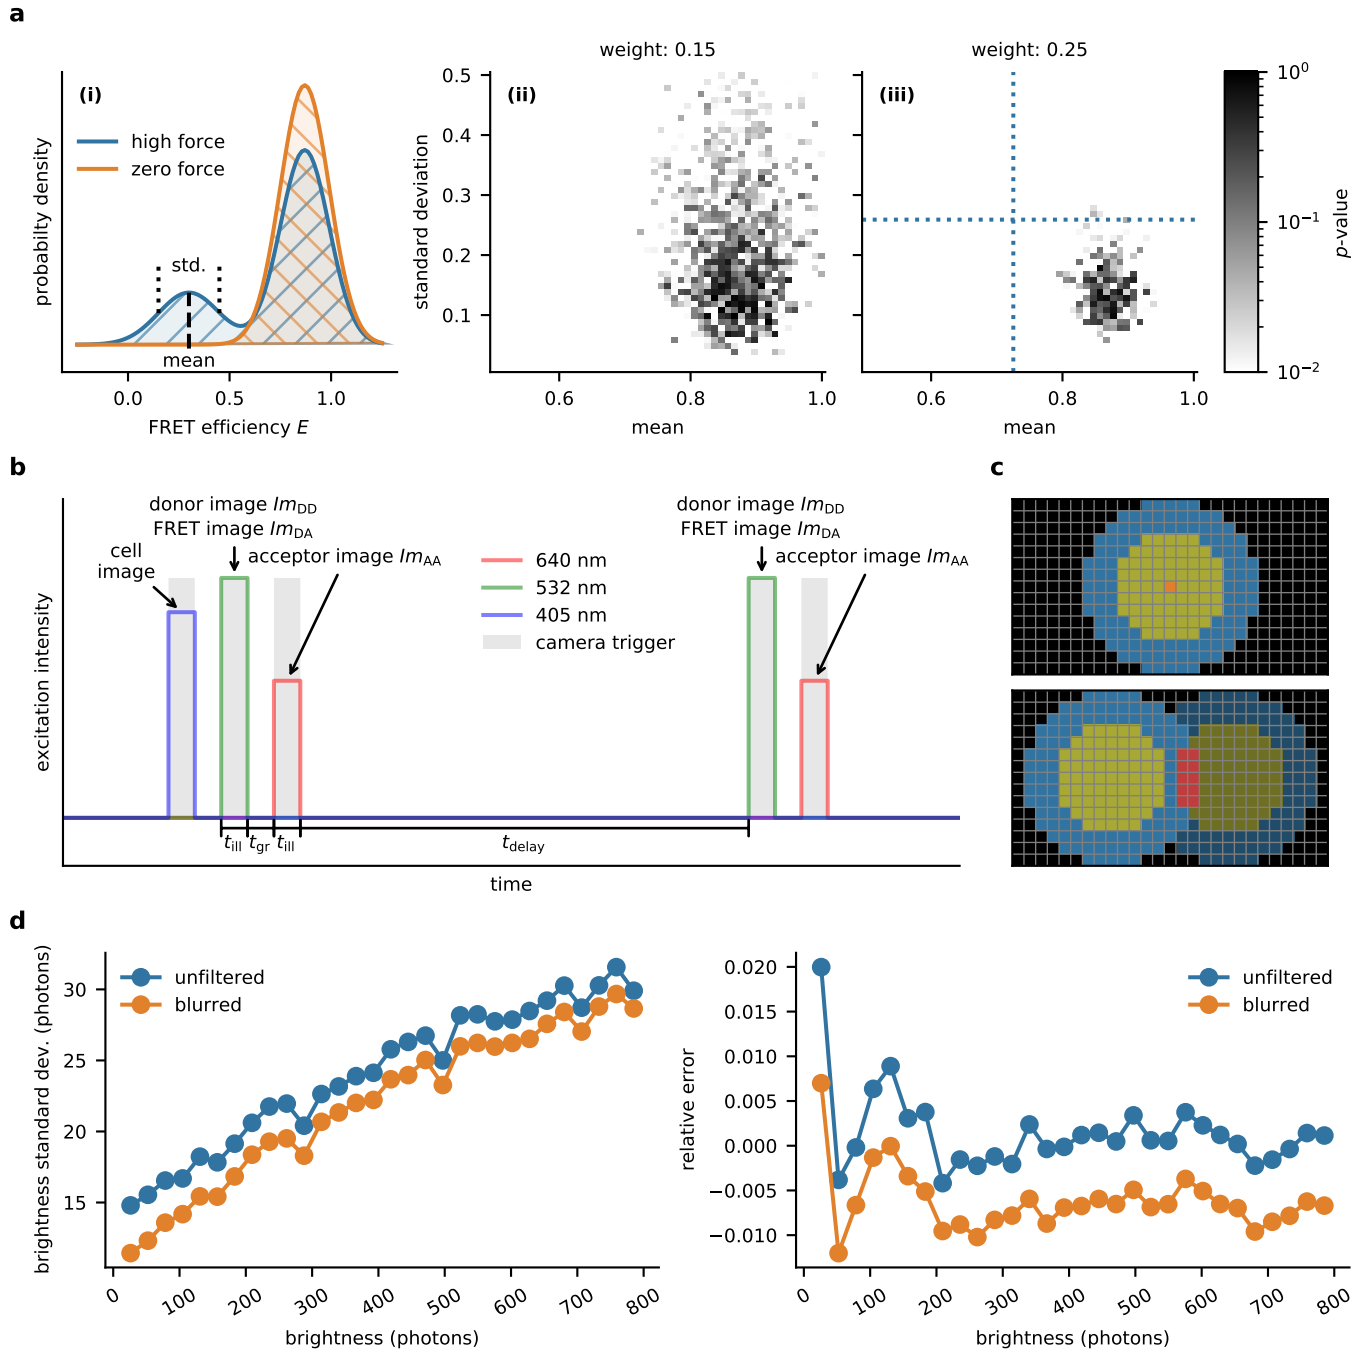 a
weight: 0.15
weight: 0.25
(i)
high force
zero force
std.
mean
probabilty density
0.0
0.5
1.0
FRET efficiency E
(ii)
standard deviation
0.5
0.4
0.3
0.2
0.1
0.6
0.8
1.0
mean
(iii)
0.6
0.8
1.0
mean
10⁰
10⁻¹
10⁻²
p-value
b
donor image Im_DD
FRET image Im_DA
cell
image
acceptor image Im_AA
640 nm
532 nm
405 nm
camera trigger
donor image Im_DD
FRET image Im_DA
acceptor image Im_AA
excitation intensity
t_ill
t_gr
t_ill
t_delay
time
c
d
unfiltered
blurred
brightness standard dev. (photons)
30
25
20
15
0
100
200
300
400
500
600
700
800
brightness (photons)
unfiltered
blurred
relative error
0.020
0.015
0.010
0.005
0.000
−0.005
−0.010
0
100
200
300
400
500
600
700
800
brightness (photons)